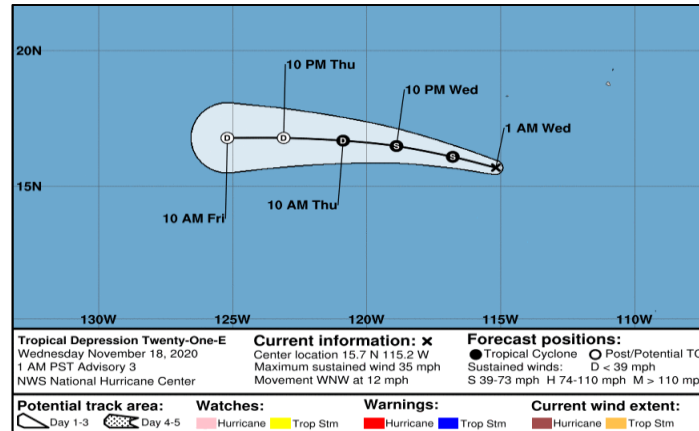 20N
10 PM Thu
10 PM Wed
1 AM Wed
D
D
D
S
S
15N
10 AM Thu
10 AM Fri
130W
125W
120W
115W
110W
Tropical Depression Twenty-One-E
Wednesday November 18, 2020
1 AM PST Advisory 3
NWS National Hurricane Center
Current information: ×
Center location 15.7 N 115.2 W
Maximum sustained wind 35 mph
Movement WNW at 12 mph
Forecast positions:
Tropical Cyclone Post/Potential TC
Sustained winds: D < 39 mph
S 39-73 mph H 74-110 mph M > 110 mp
Potential track area:
Day 1-3 Day 4-5
Watches:
Hurricane Trop Stm
Warnings:
Hurricane Trop Stm
Current wind extent:
Hurricane Trop Stm